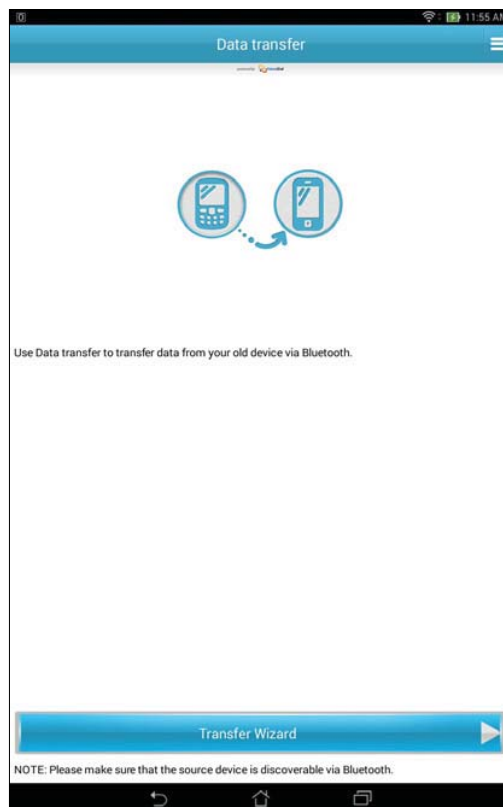 11:55 AM
Data transfer
Use Data transfer to transfer data from your old device via Bluetooth.
Transfer Wizard
NOTE: Please make sure that the source device is discoverable via Bluetooth.